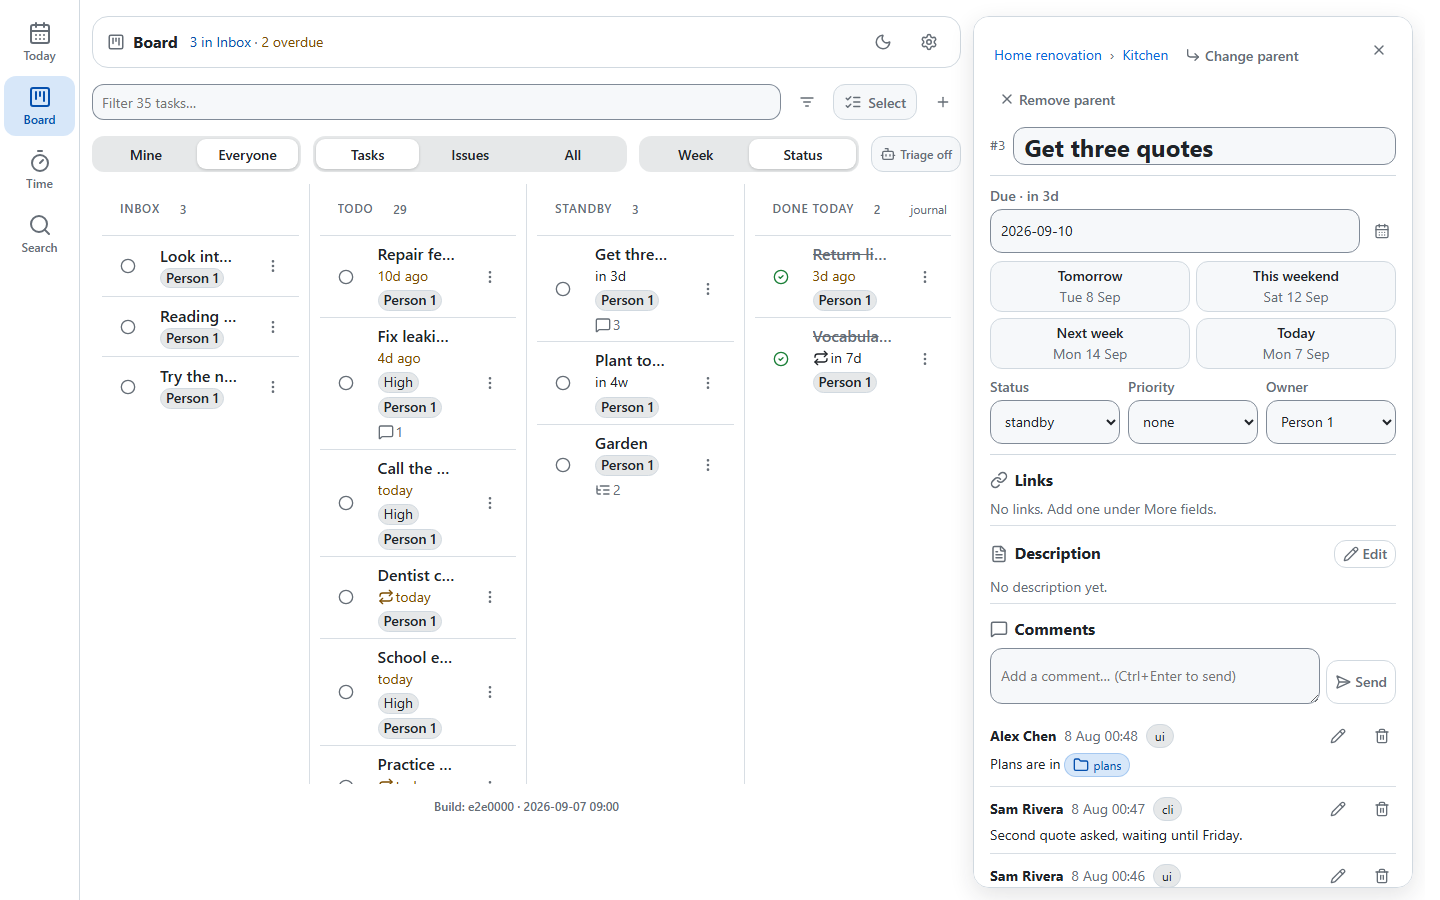 Today
Board
Time
Search
Board 3 in Inbox · 2 overdue
Filter 35 tasks...
Select
Mine Everyone
Tasks Issues All
Week Status
Triage off
INBOX 3
Look int...
Person 1
Reading ...
Person 1
Try the n...
Person 1
TODO 29
Repair fe...
10d ago
Person 1
Fix leaki...
4d ago
High
Person 1
1
Call the ...
today
High
Person 1
Dentist c...
today
Person 1
School e...
today
High
Person 1
Practice ...
STANDBY 3
Get thre...
in 3d
Person 1
3
Plant to...
in 4w
Person 1
Garden
Person 1
2
DONE TODAY 2 journal
Return li...
3d ago
Person 1
Vocabula...
in 7d
Person 1
Build: e2e0000 · 2026-09-07 09:00
Home renovation › Kitchen Change parent
Remove parent
#3 Get three quotes
Due · in 3d
2026-09-10
Tomorrow
Tue 8 Sep
This weekend
Sat 12 Sep
Next week
Mon 14 Sep
Today
Mon 7 Sep
Status Priority Owner
standby none Person 1
Links
No links. Add one under More fields.
Description Edit
No description yet.
Comments
Add a comment... (Ctrl+Enter to send)
Send
Alex Chen 8 Aug 00:48 ui
Plans are in plans
Sam Rivera 8 Aug 00:47 cli
Second quote asked, waiting until Friday.
Sam Rivera 8 Aug 00:46 ui